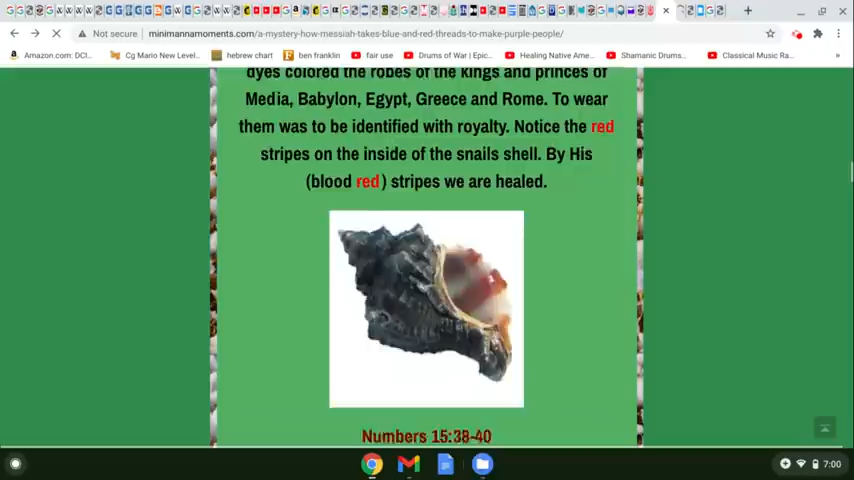 Not secure
minimannamoments.com/a-mystery-how-messiah-takes-blue-and-red-threads-to-make-purple-people/
Amazon.com: DCI...
Cg Mario New Level...
hebrew chart
ben franklin
fair use
Drums of War | Epic...
Healing Native Ame...
Shamanic Drums...
Classical Music Ra...
»
dyes colored the robes of the kings and princes of
Media, Babylon, Egypt, Greece and Rome. To wear
them was to be identified with royalty. Notice the red
stripes on the inside of the snails shell. By His
(blood red) stripes we are healed.
Numbers 15:38-40
7:00